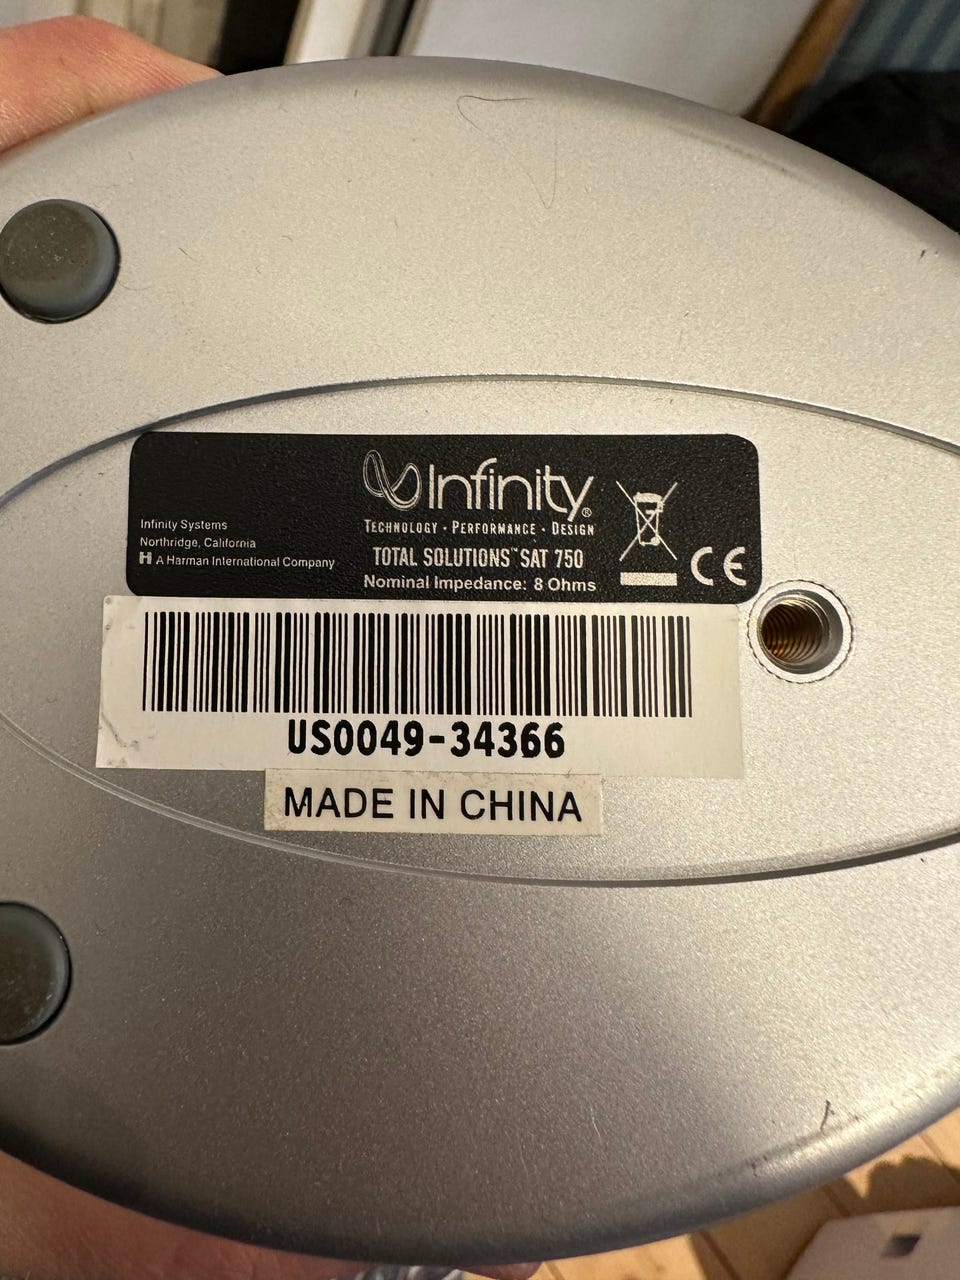 Infinity®
TECHNOLOGY · PERFORMANCE · DESIGN
TOTAL SOLUTIONS™ SAT 750
Nominal Impedance: 8 Ohms
Infinity Systems
Northridge, California
H A Harman International Company
CE
US0049-34366
MADE IN CHINA